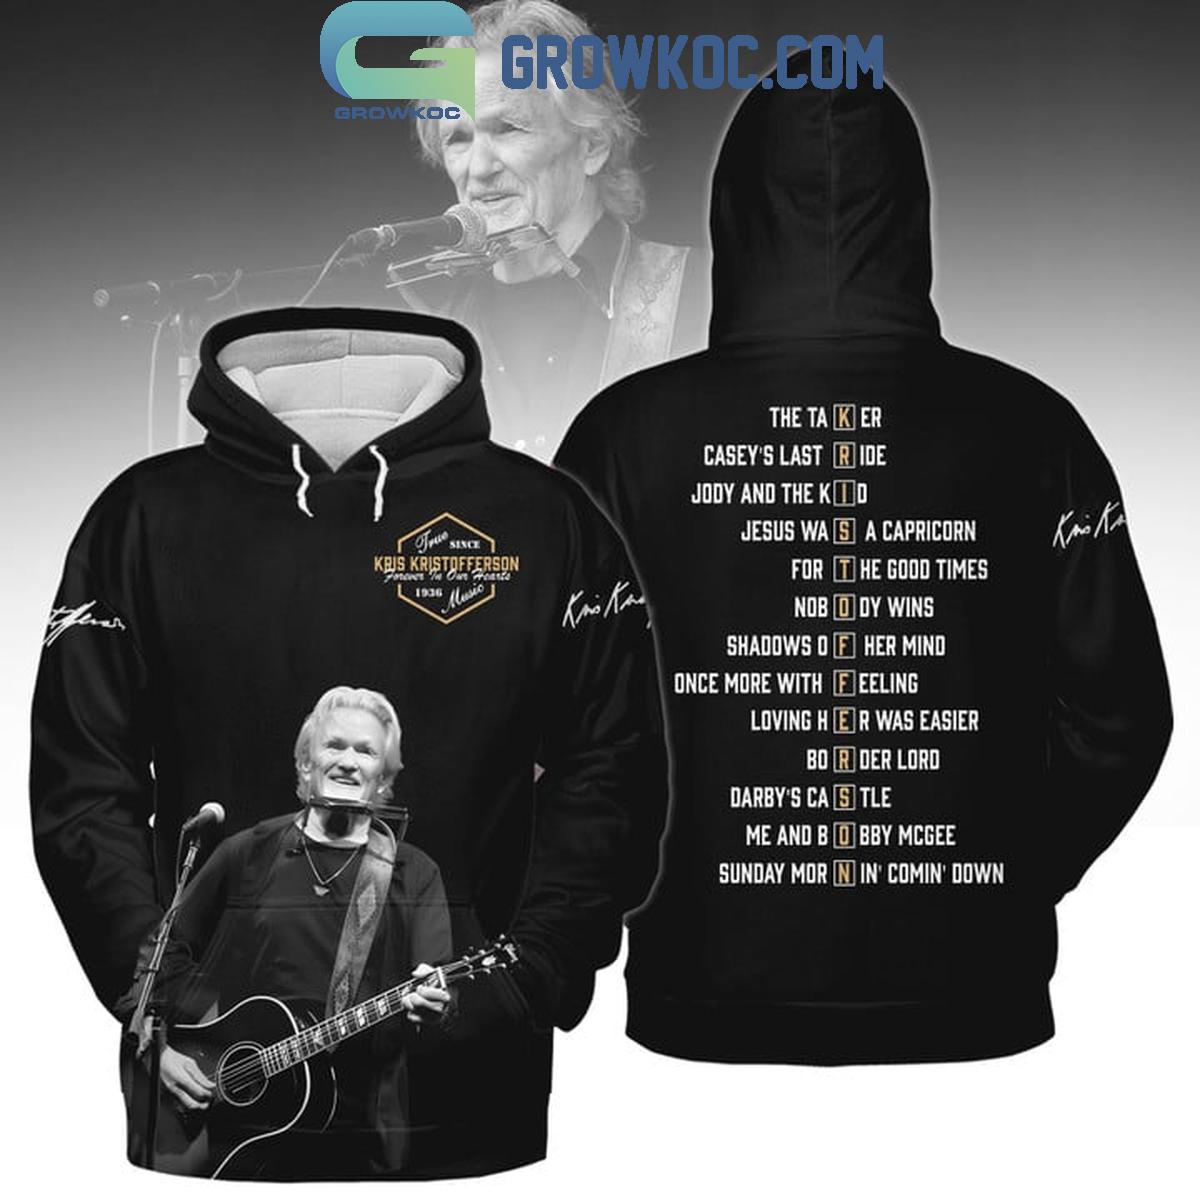 GROWKOC
GROWKOC.COM
True
SINCE
KRIS KRISTOFFERSON
Forever In Our Hearts
1936
Music
Kris Kris
THE TAKER
CASEY'S LAST RIDE
JODY AND THE KID
JESUS WAS A CAPRICORN
FOR THE GOOD TIMES
NOBODY WINS
SHADOWS OF HER MIND
ONCE MORE WITH FEELING
LOVING HER WAS EASIER
BORDER LORD
DARBY'S CASTLE
ME AND BOBBY MCGEE
SUNDAY MORNIN' COMIN' DOWN